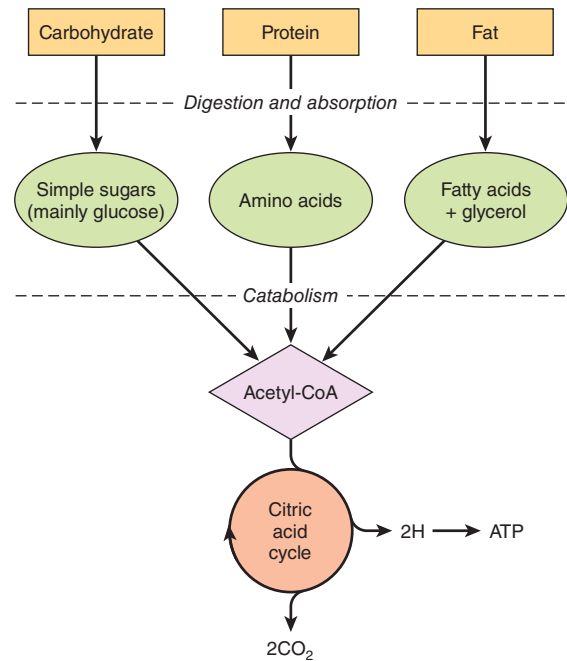 Carbohydrate
Protein
Fat
Digestion and absorption
Simple sugars
(mainly glucose)
Amino acids
Fatty acids
+ glycerol
Catabolism
Acetyl-CoA
Citric
acid
cycle
2H
ATP
2CO₂